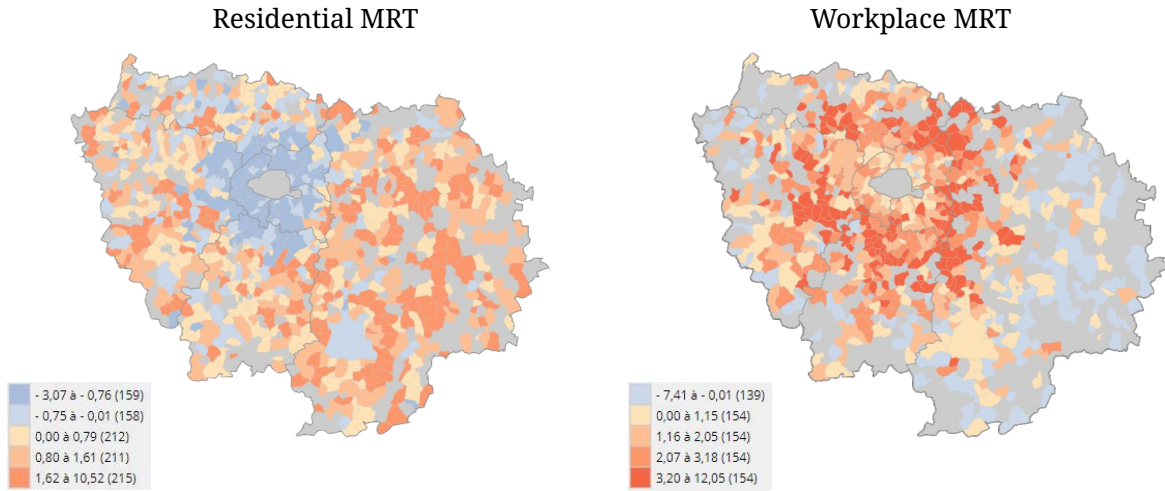 Residential MRT
Workplace MRT
- 3,07 à - 0,76 (159)
- 0,75 à - 0,01 (158)
0,00 à 0,79 (212)
0,80 à 1,61 (211)
1,62 à 10,52 (215)
- 7,41 à - 0,01 (139)
0,00 à 1,15 (154)
1,16 à 2,05 (154)
2,07 à 3,18 (154)
3,20 à 12,05 (154)